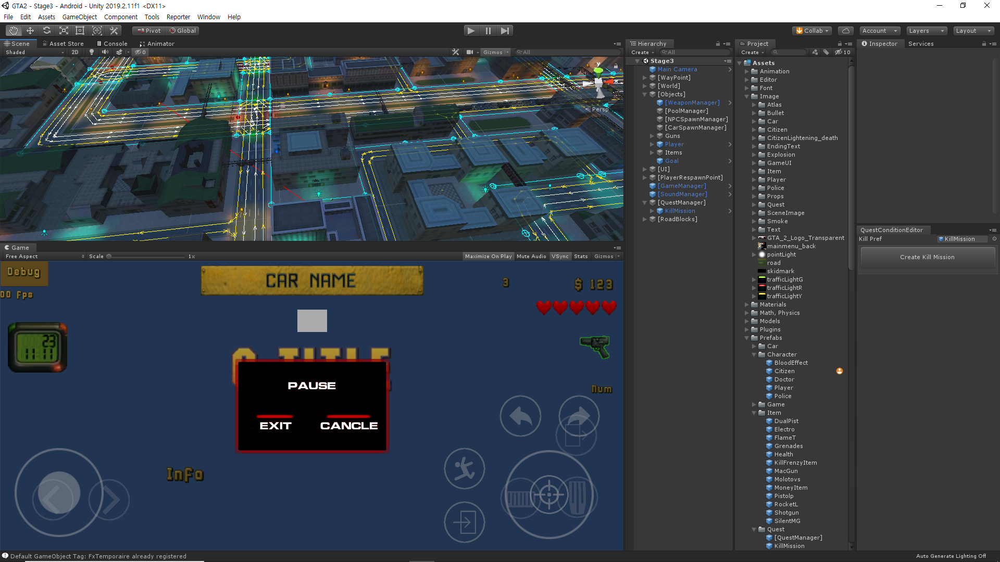 GTA2 - Stage3 - Android - Unity 2019.2.11f1 <DX11>
File Edit Assets GameObject Component Tools Reporter Window Help
Pivot Global
Collab Account Layers Layout
Scene Asset Store Console Animator
Shaded 2D 0 Gizmos All
y
x
Persp
Game
Free Aspect Scale 1x Maximize On Play Mute Audio VSync Stats Gizmos
Debug
00 fps
CAR NAME
3
$ 123
23
11:11
PAUSE
EXIT CANCLE
Num
Info
Hierarchy
Create All
Stage3
Main Camera
[WayPoint]
[World]
[Objects]
[WeaponManager]
[PoolManager]
[NPCSpawnManager]
[CarSpawnManager]
Guns
Player
Items
Goal
[UI]
[PlayerRespawnPoint]
[GameManager]
[SoundManager]
[QuestManager]
KillMission
[RoadBlocks]
Project
Create 10
Assets
Animation
Editor
Font
Image
Atlas
Bullet
Car
Citizen
CitizenLightening_death
EndingText
Explosion
GameUI
Item
Player
Police
Props
Quest
SceneImage
Smoke
Text
GTA_2_Logo_Transparent
mainmenu_back
pointLight
road
skidmark
trafficLightG
trafficLightR
trafficLightY
Materials
Math, Physics
Models
Plugins
Prefabs
Car
Character
BloodEffect
Citizen
Doctor
Player
Police
Game
Item
DualPist
Electro
FlameT
Grenades
Health
KillFrenzyItem
MacGun
Molotovs
MoneyItem
Pistolp
RocketL
Shotgun
SilentMG
Quest
[QuestManager]
KillMission
Inspector Services
QuestConditionEditor
Kill Pref KillMission
Create Kill Mission
Default GameObject Tag: FxTemporaire already registered
Auto Generate Lighting Off